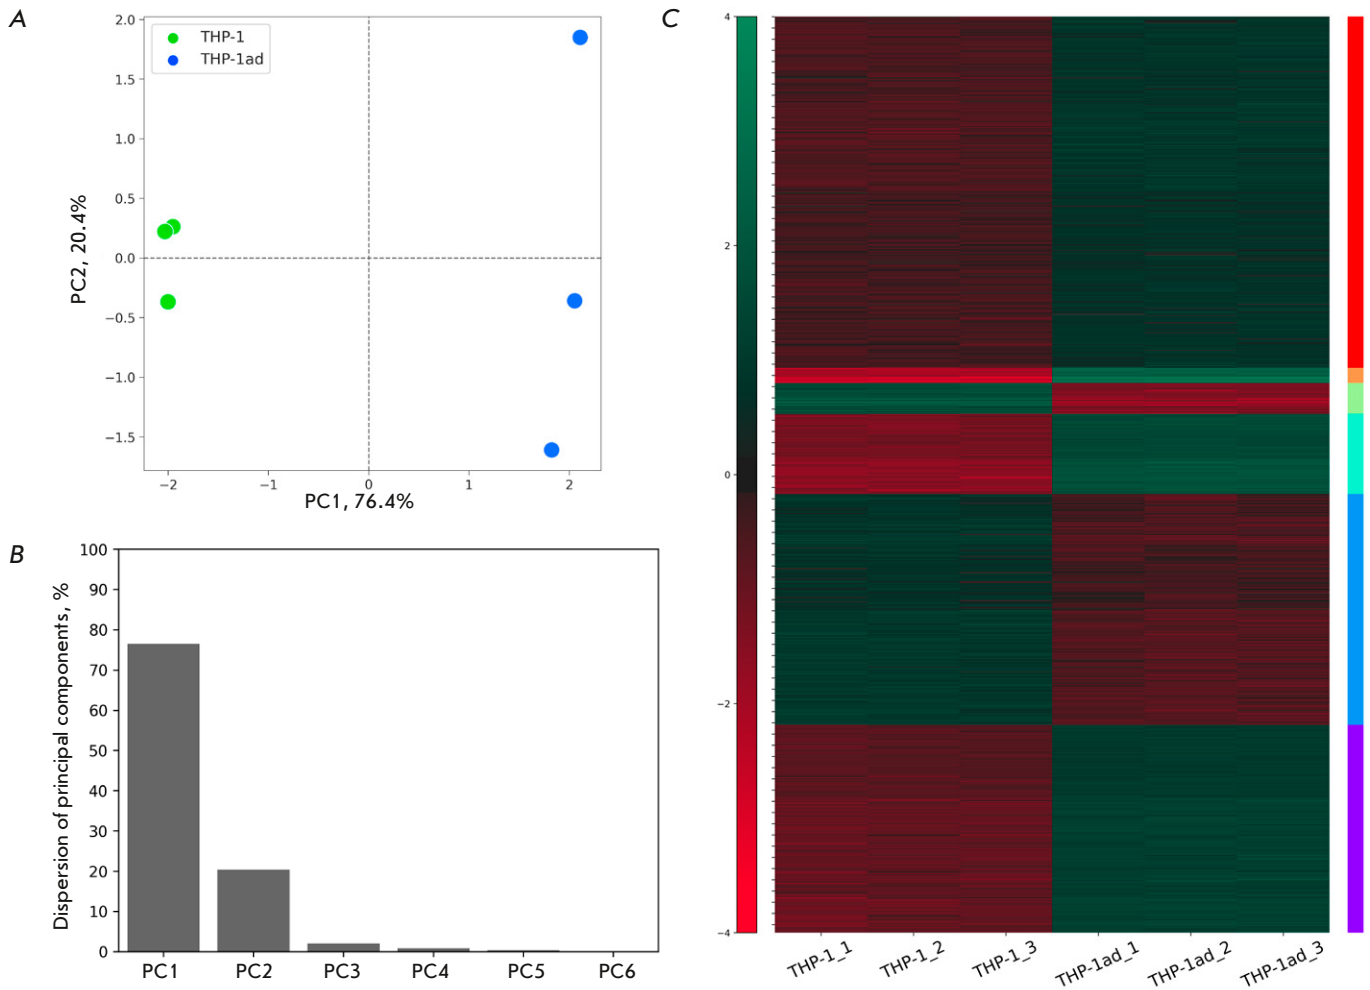 A
2.0
1.5
1.0
0.5
0.0
−0.5
−1.0
−1.5
PC2, 20.4%
THP-1
THP-1ad
−2
−1
0
1
2
PC1, 76.4%
B
100
90
80
70
60
50
40
30
20
10
0
Dispersion of principal components, %
PC1
PC2
PC3
PC4
PC5
PC6
C
4
2
0
−2
−4
THP-1_1
THP-1_2
THP-1_3
THP-1ad_1
THP-1ad_2
THP-1ad_3